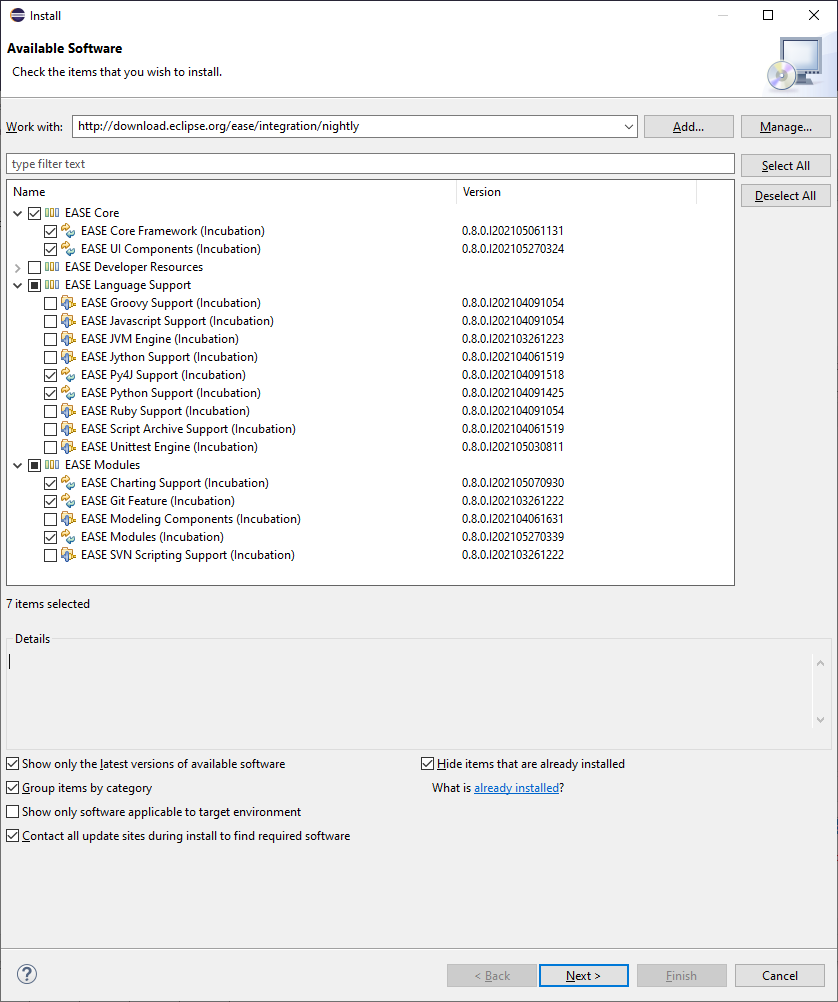 Install
Available Software
Check the items that you wish to install.
Work with: http://download.eclipse.org/ease/integration/nightly Add... Manage...
type filter text Select All
Deselect All
Name Version
EASE Core
EASE Core Framework (Incubation) 0.8.0.I202105061131
EASE UI Components (Incubation) 0.8.0.I202105270324
EASE Developer Resources
EASE Language Support
EASE Groovy Support (Incubation) 0.8.0.I202104091054
EASE Javascript Support (Incubation) 0.8.0.I202104091054
EASE JVM Engine (Incubation) 0.8.0.I202103261223
EASE Jython Support (Incubation) 0.8.0.I202104061519
EASE Py4J Support (Incubation) 0.8.0.I202104091518
EASE Python Support (Incubation) 0.8.0.I202104091425
EASE Ruby Support (Incubation) 0.8.0.I202104091054
EASE Script Archive Support (Incubation) 0.8.0.I202104061519
EASE Unittest Engine (Incubation) 0.8.0.I202105030811
EASE Modules
EASE Charting Support (Incubation) 0.8.0.I202105070930
EASE Git Feature (Incubation) 0.8.0.I202103261222
EASE Modeling Components (Incubation) 0.8.0.I202104061631
EASE Modules (Incubation) 0.8.0.I202105270339
EASE SVN Scripting Support (Incubation) 0.8.0.I202103261222
7 items selected
Details
Show only the latest versions of available software Hide items that are already installed
Group items by category What is already installed?
Show only software applicable to target environment
Contact all update sites during install to find required software
? < Back Next > Finish Cancel